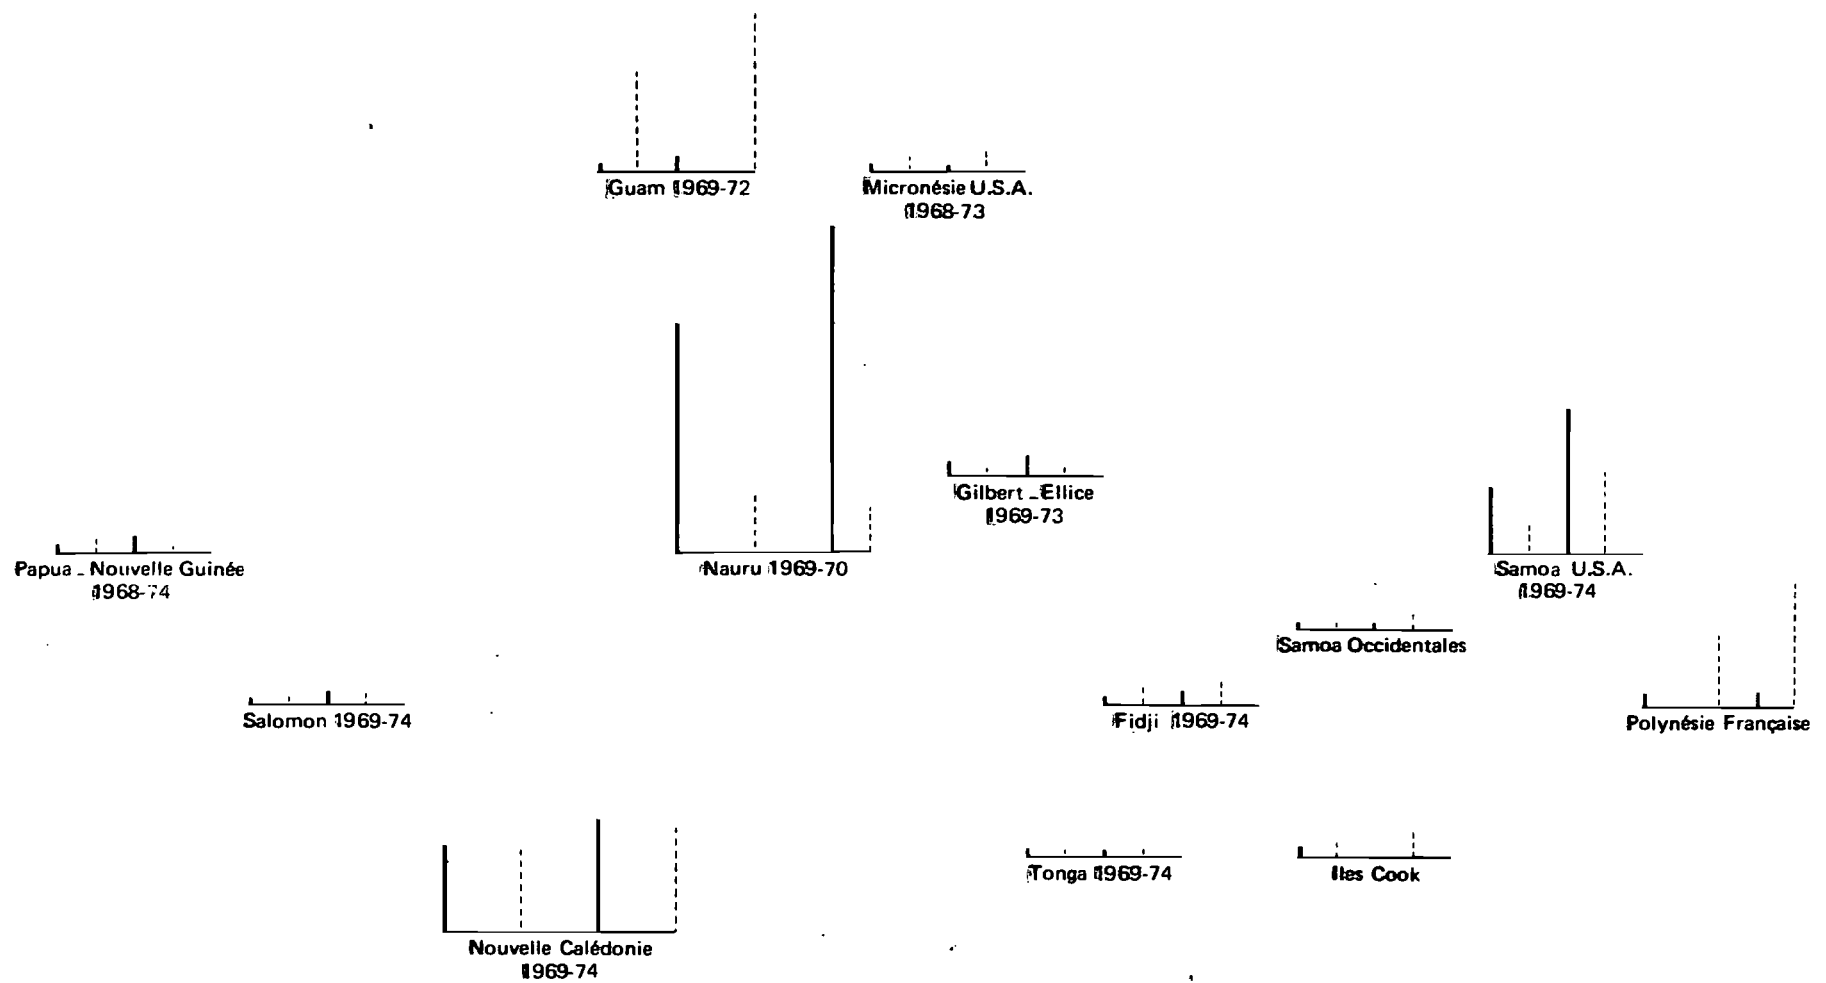 Guam 1969-72
Micronésie U.S.A.
1968-73
Gilbert - Ellice
1969-73
Papua - Nouvelle Guinée
1968-74
Nauru 1969-70
Samoa U.S.A.
1969-74
Samoa Occidentales
Salomon 1969-74
Fidji 1969-74
Polynésie Française
Tonga 1969-74
Iles Cook
Nouvelle Calédonie
1969-74